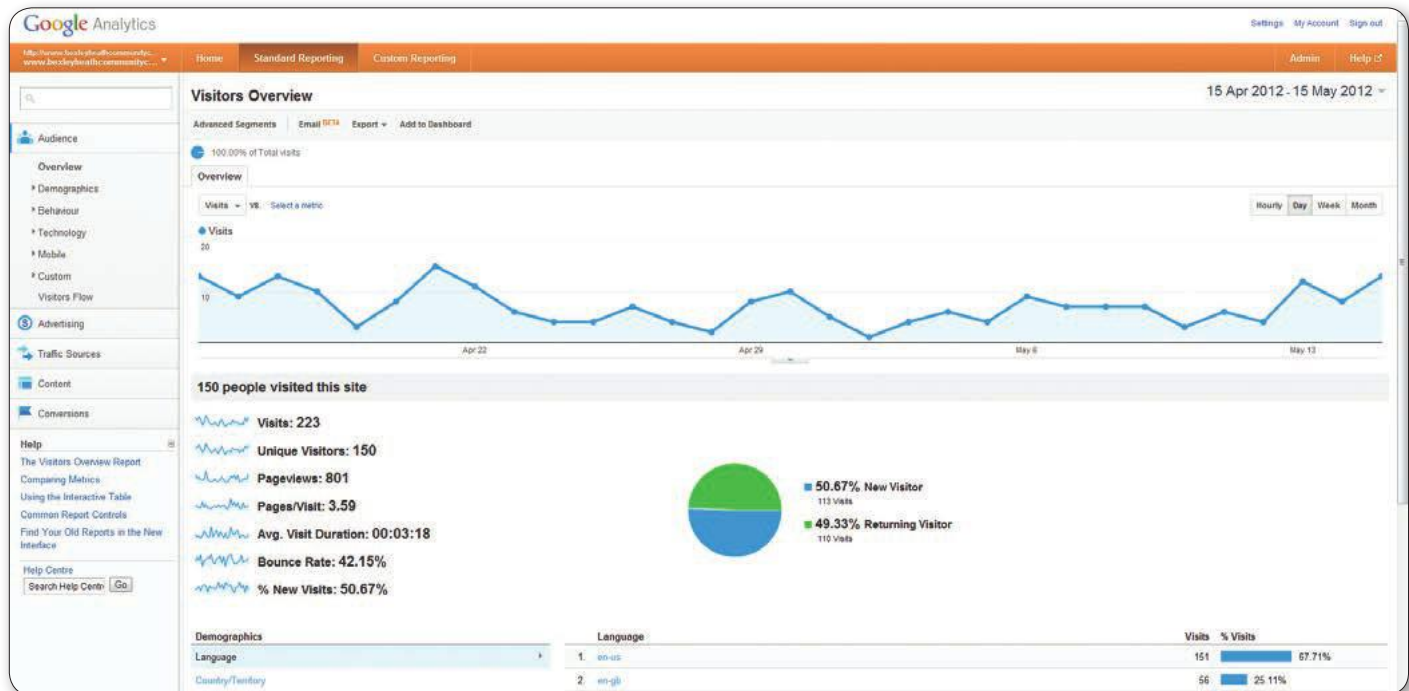 Google Analytics
Settings My Account Sign out
www.bexleyheathcommunityc...
Home Standard Reporting Custom Reporting
Admin Help
Visitors Overview
15 Apr 2012 - 15 May 2012
Advanced Segments Email BETA Export Add to Dashboard
100.00% of Total visits
Overview
Visits VS. Select a metric
Hourly Day Week Month
Visits
20
10
Apr 22 Apr 29 May 6 May 13
Audience
Overview
Demographics
Behaviour
Technology
Mobile
Custom
Visitors Flow
Advertising
Traffic Sources
Content
Conversions
Help
The Visitors Overview Report
Comparing Metrics
Using the Interactive Table
Common Report Controls
Find Your Old Reports in the New
Interface
Help Centre
Search Help Centr Go
150 people visited this site
Visits: 223
Unique Visitors: 150
Pageviews: 801
Pages/Visit: 3.59
Avg. Visit Duration: 00:03:18
Bounce Rate: 42.15%
% New Visits: 50.67%
50.67% New Visitor
113 Visits
49.33% Returning Visitor
110 Visits
Demographics
Language
Country/Territory
Language Visits % Visits
1. en-us 151 67.71%
2. en-gb 56 25.11%